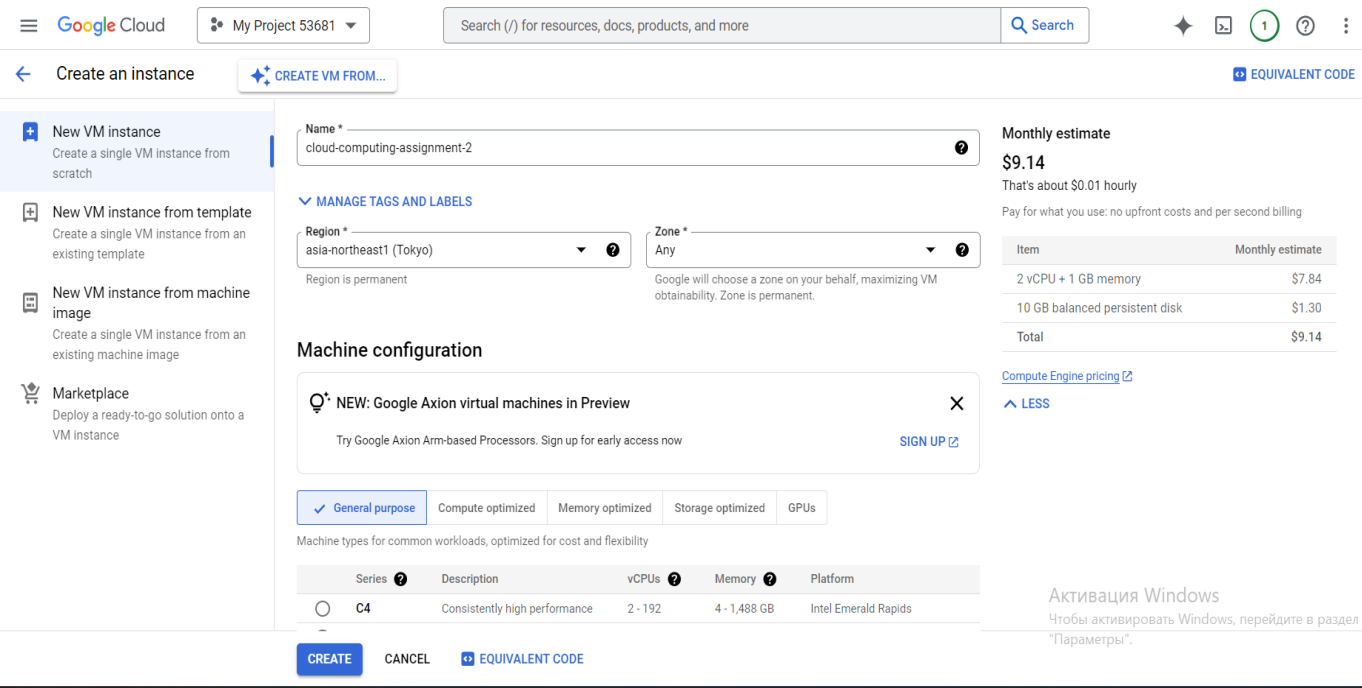 Google Cloud
My Project 53681
Search (/) for resources, docs, products, and more
Search
1
Create an instance
CREATE VM FROM...
EQUIVALENT CODE
New VM instance
Create a single VM instance from
scratch
New VM instance from template
Create a single VM instance from an
existing template
New VM instance from machine
image
Create a single VM instance from an
existing machine image
Marketplace
Deploy a ready-to-go solution onto a
VM instance
Name *
cloud-computing-assignment-2
MANAGE TAGS AND LABELS
Region *
asia-northeast1 (Tokyo)
Region is permanent
Zone *
Any
Google will choose a zone on your behalf, maximizing VM
obtainability. Zone is permanent.
Machine configuration
NEW: Google Axion virtual machines in Preview
Try Google Axion Arm-based Processors. Sign up for early access now
SIGN UP
General purpose
Compute optimized
Memory optimized
Storage optimized
GPUs
Machine types for common workloads, optimized for cost and flexibility
Series Description vCPUs Memory Platform
C4 Consistently high performance 2 - 192 4 - 1,488 GB Intel Emerald Rapids
CREATE
CANCEL
EQUIVALENT CODE
Monthly estimate
$9.14
That's about $0.01 hourly
Pay for what you use: no upfront costs and per second billing
Item Monthly estimate
2 vCPU + 1 GB memory $7.84
10 GB balanced persistent disk $1.30
Total $9.14
Compute Engine pricing
LESS
Активация Windows
Чтобы активировать Windows, перейдите в раздел
"Параметры".